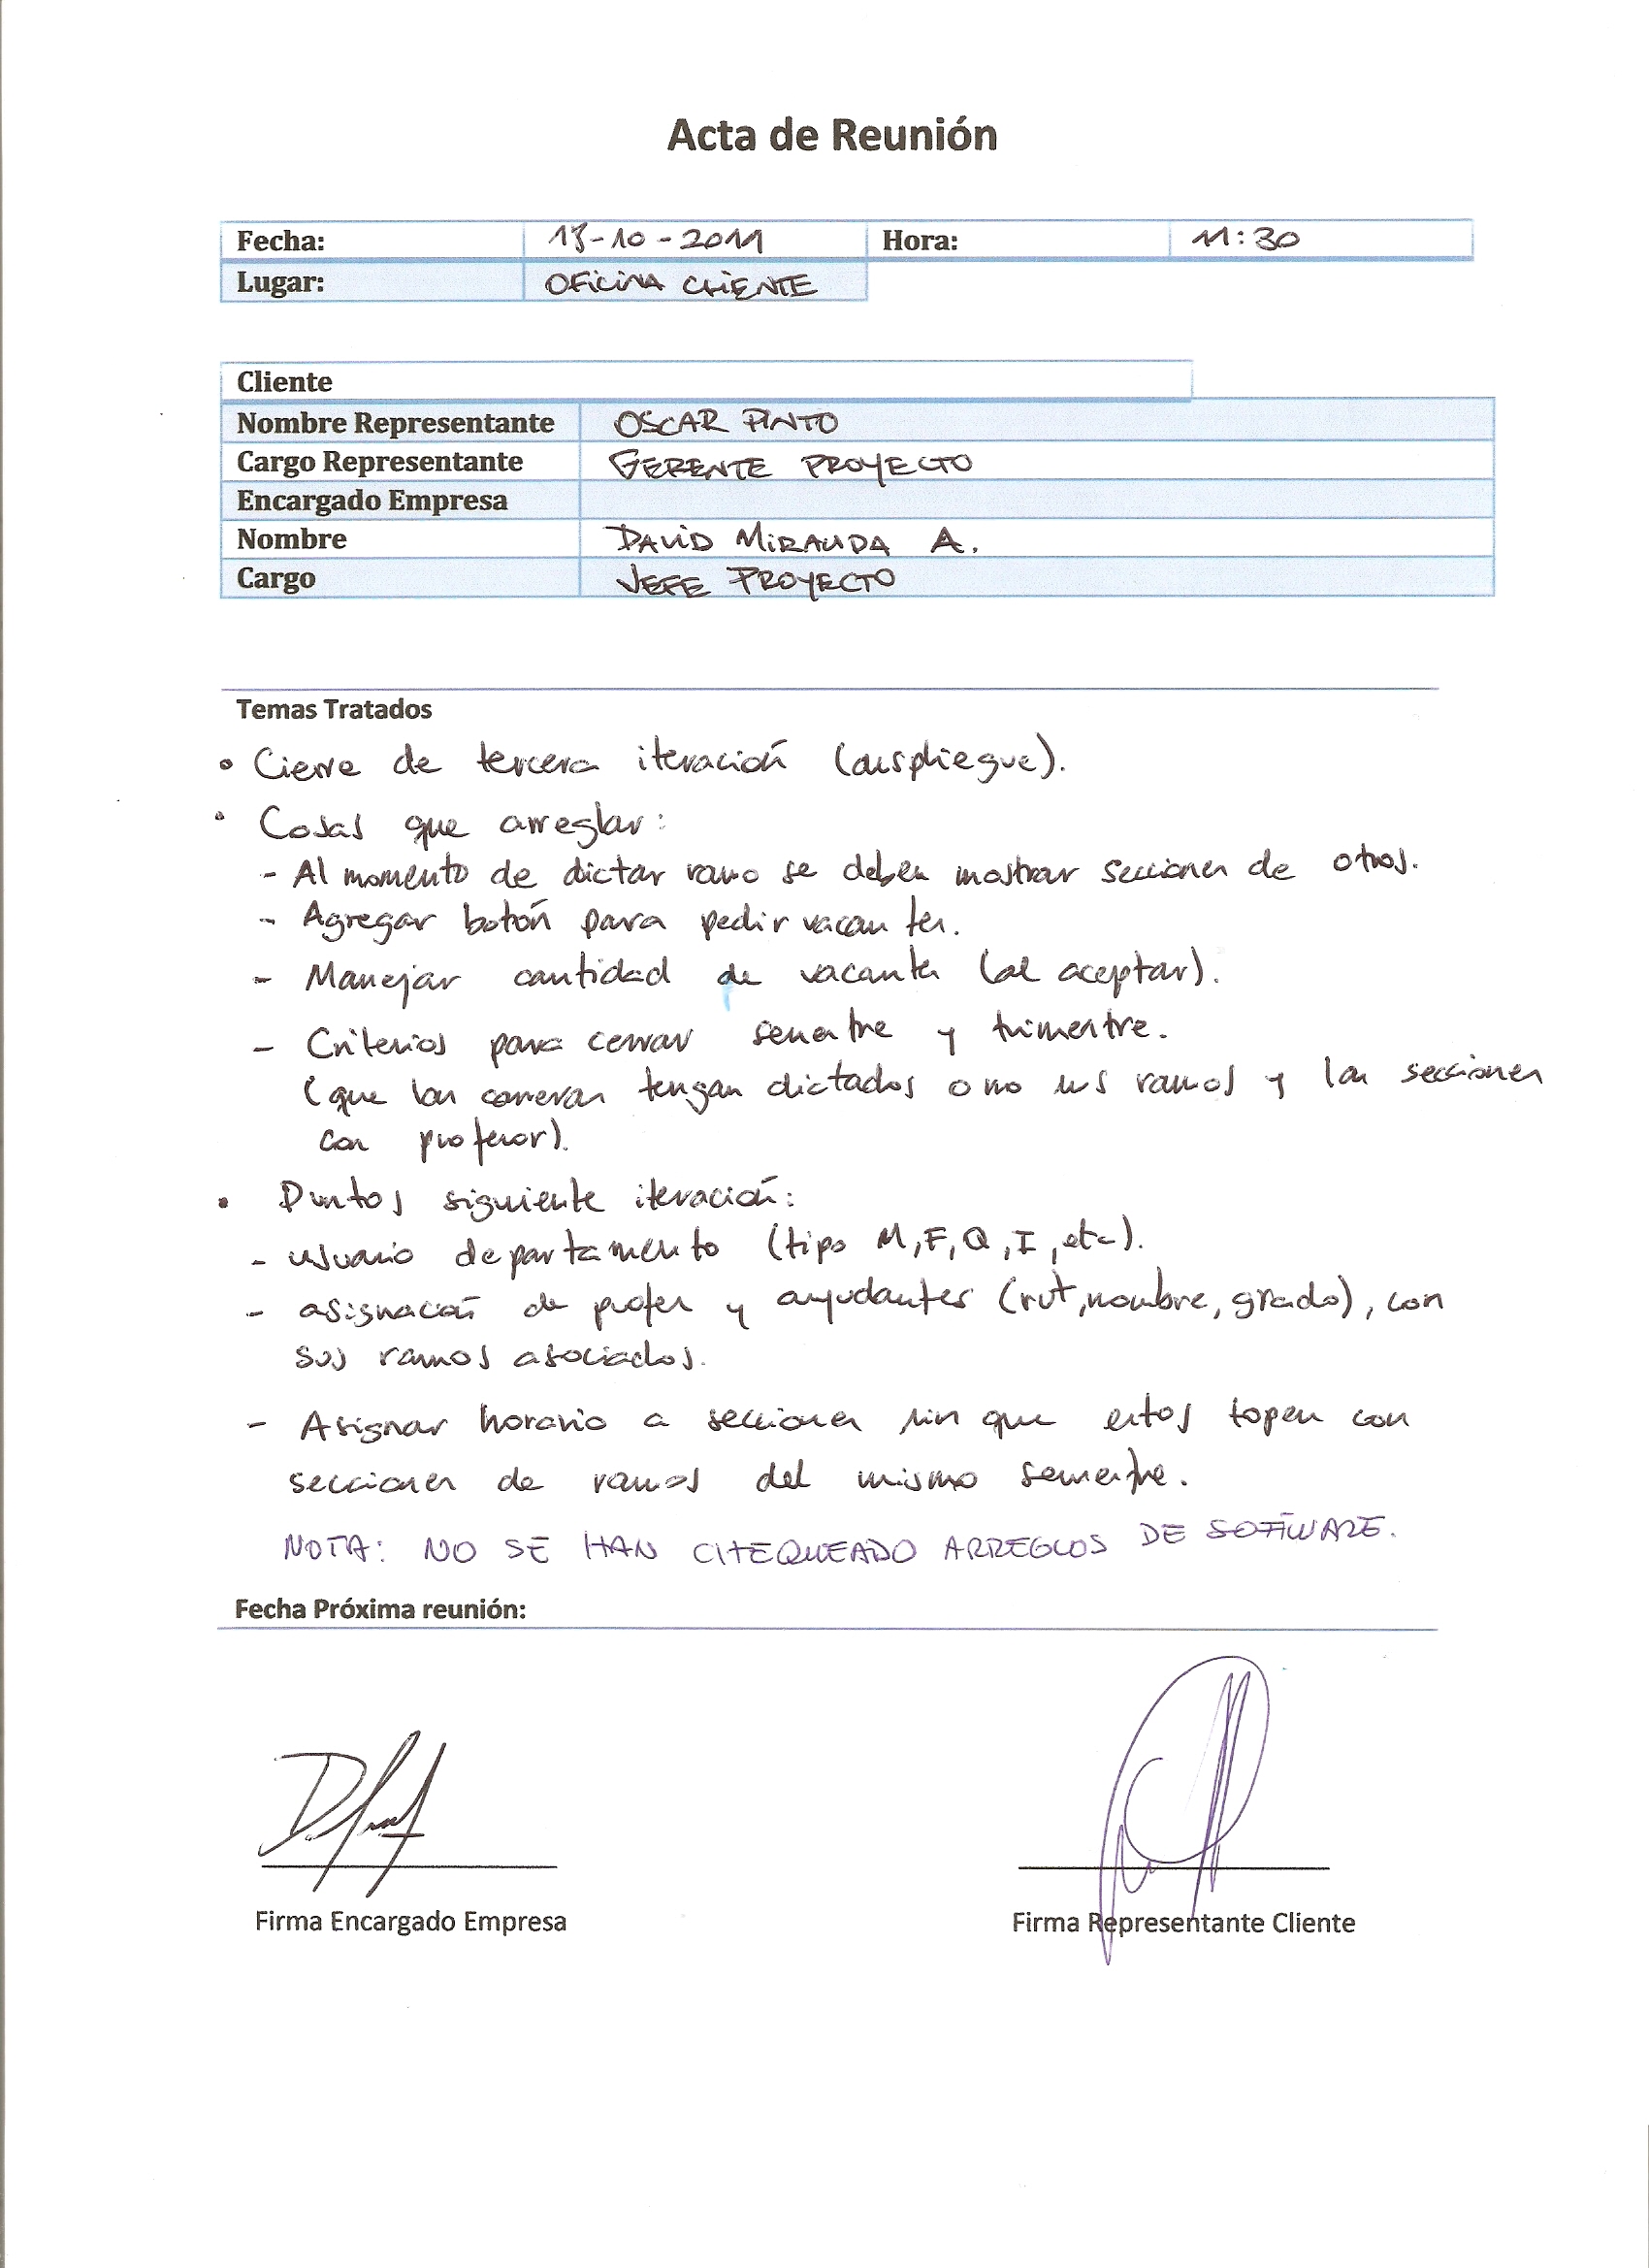 Acta de Reunión
Fecha: -10-2011 Hora: 11:30
Lugar: OFICINA CLIENTE
Cliente
Nombre Representante OSCAR PINTO
Cargo Representante GERENTE PROYECTO
Encargado Empresa
Nombre DAVID MIRANDA A.
Cargo JEFE PROYECTO
Temas Tratados
• Cierre de tercera iteración (despliegue).
• Cosas que arreglar:
- Al momento de dictar ramo se deben mostrar secciones de otros.
- Agregar botón para pedir vacantes.
- Manejar cantidad de vacantes (al aceptar).
- Criterios para cerrar semestre y trimestre.
(que las carreras tengan dictados o no sus ramos y las secciones
con profesor).
• Puntos siguiente iteración:
- usuario departamento (tipo M, F, Q, I, etc).
- asignación de profes y ayudantes (rut, nombre, grado), con
sus ramos asociados.
- Asignar horario a secciones sin que estos topen con
secciones de ramos del mismo semestre.
NOTA: NO SE HAN CHEQUEADO ARREGLOS DE SOFTWARE.
Fecha Próxima reunión:
Firma Encargado Empresa Firma Representante Cliente